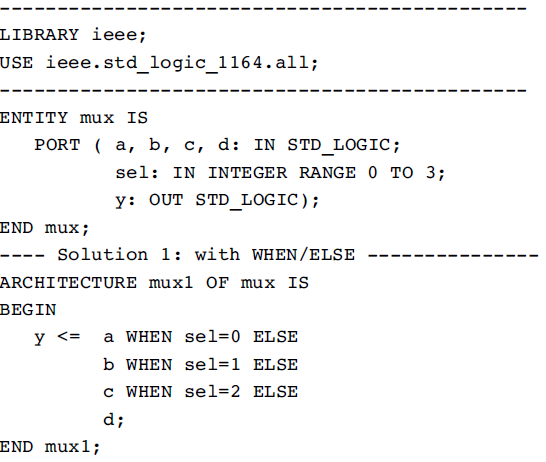 ----------------------------------------------
LIBRARY ieee;
USE ieee.std_logic_1164.all;
----------------------------------------------
ENTITY mux IS
   PORT ( a, b, c, d: IN STD_LOGIC;
          sel: IN INTEGER RANGE 0 TO 3;
          y: OUT STD_LOGIC);
END mux;
---- Solution 1: with WHEN/ELSE ---------------
ARCHITECTURE mux1 OF mux IS
BEGIN
   y <=  a WHEN sel=0 ELSE
         b WHEN sel=1 ELSE
         c WHEN sel=2 ELSE
         d;
END mux1;